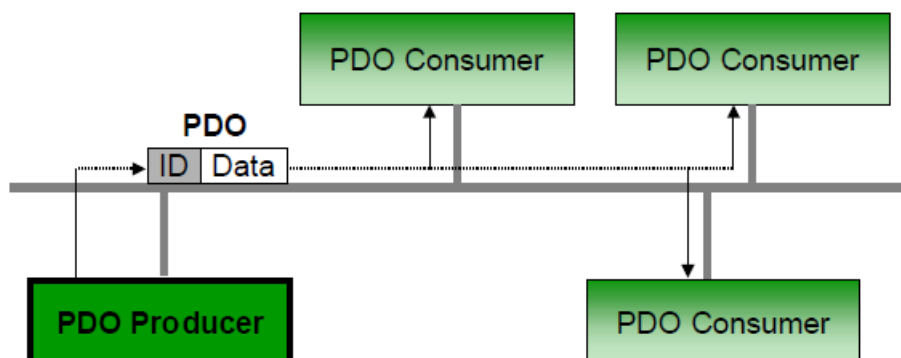 PDO Consumer
PDO Consumer
PDO
ID Data
PDO Producer
PDO Consumer